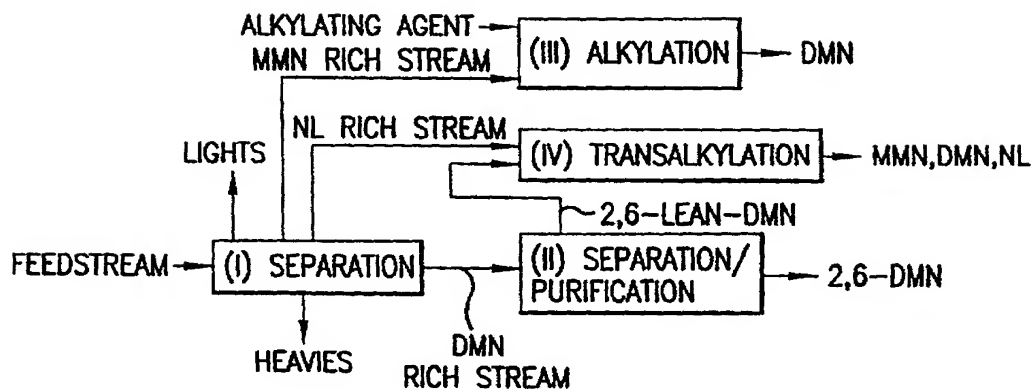 ALKYLATING AGENT
MMN RICH STREAM
(III) ALKYLATION
DMN
NL RICH STREAM
LIGHTS
(IV) TRANSALKYLATION
MMN,DMN,NL
2,6-LEAN-DMN
FEEDSTREAM
(I) SEPARATION
(II) SEPARATION/
PURIFICATION
2,6-DMN
HEAVIES
DMN
RICH STREAM